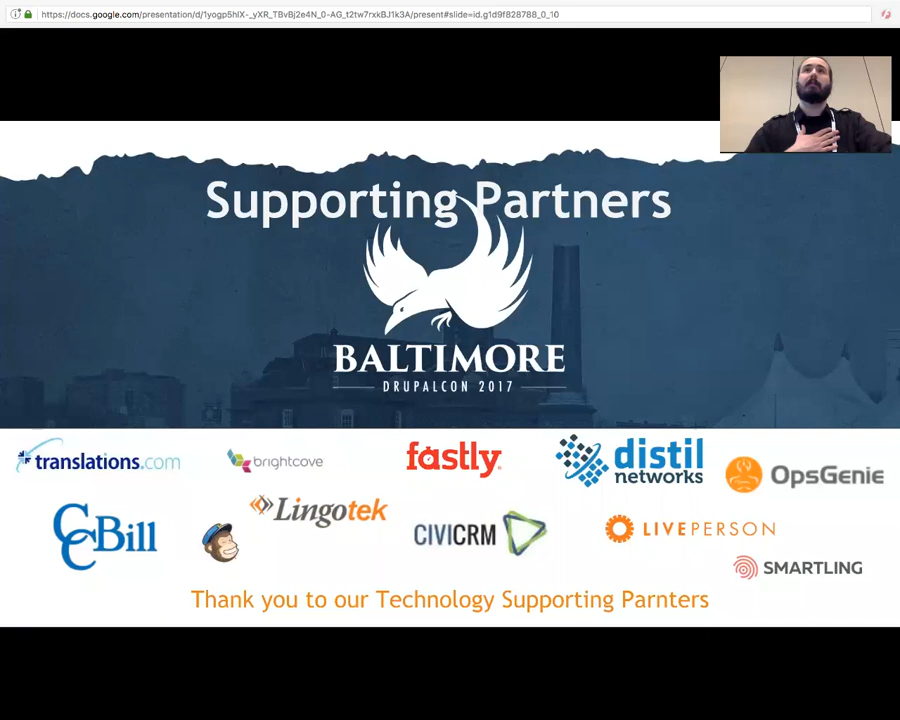 https://docs.google.com/presentation/d/1yogp5hIX-_yXR_TBvBj2e4N_0-AG_t2tw7rxkBJ1k3A/present#slide=id.g1d9f828788_0_10
Supporting Partners
BALTIMORE
DRUPALCON 2017
translations.com
brightcove
fastly
distil networks
OpsGenie
CCBill
Lingotek
CIVICRM
LIVEPERSON
SMARTLING
Thank you to our Technology Supporting Parnters